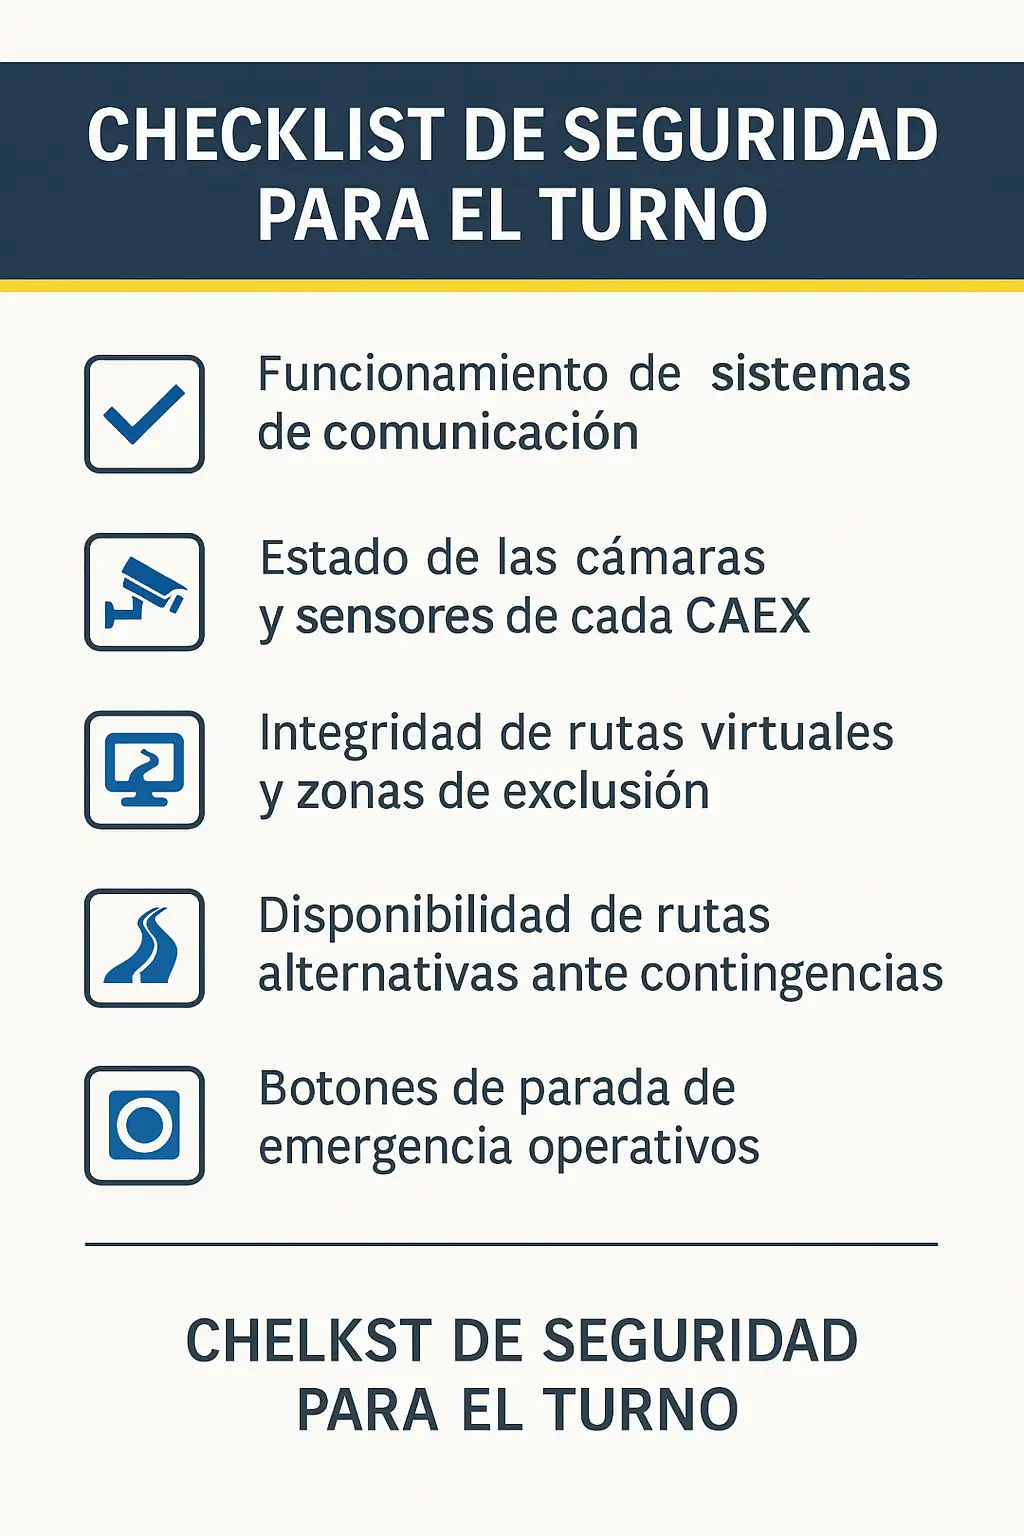 CHECKLIST DE SEGURIDAD
PARA EL TURNO
Funcionamiento de sistemas
de comunicación
Estado de las cámaras
y sensores de cada CAEX
Integridad de rutas virtuales
y zonas de exclusión
Disponibilidad de rutas
alternativas ante contingencias
Botones de parada de
emergencia operativos
CHELKST DE SEGURIDAD
PARA EL TURNO